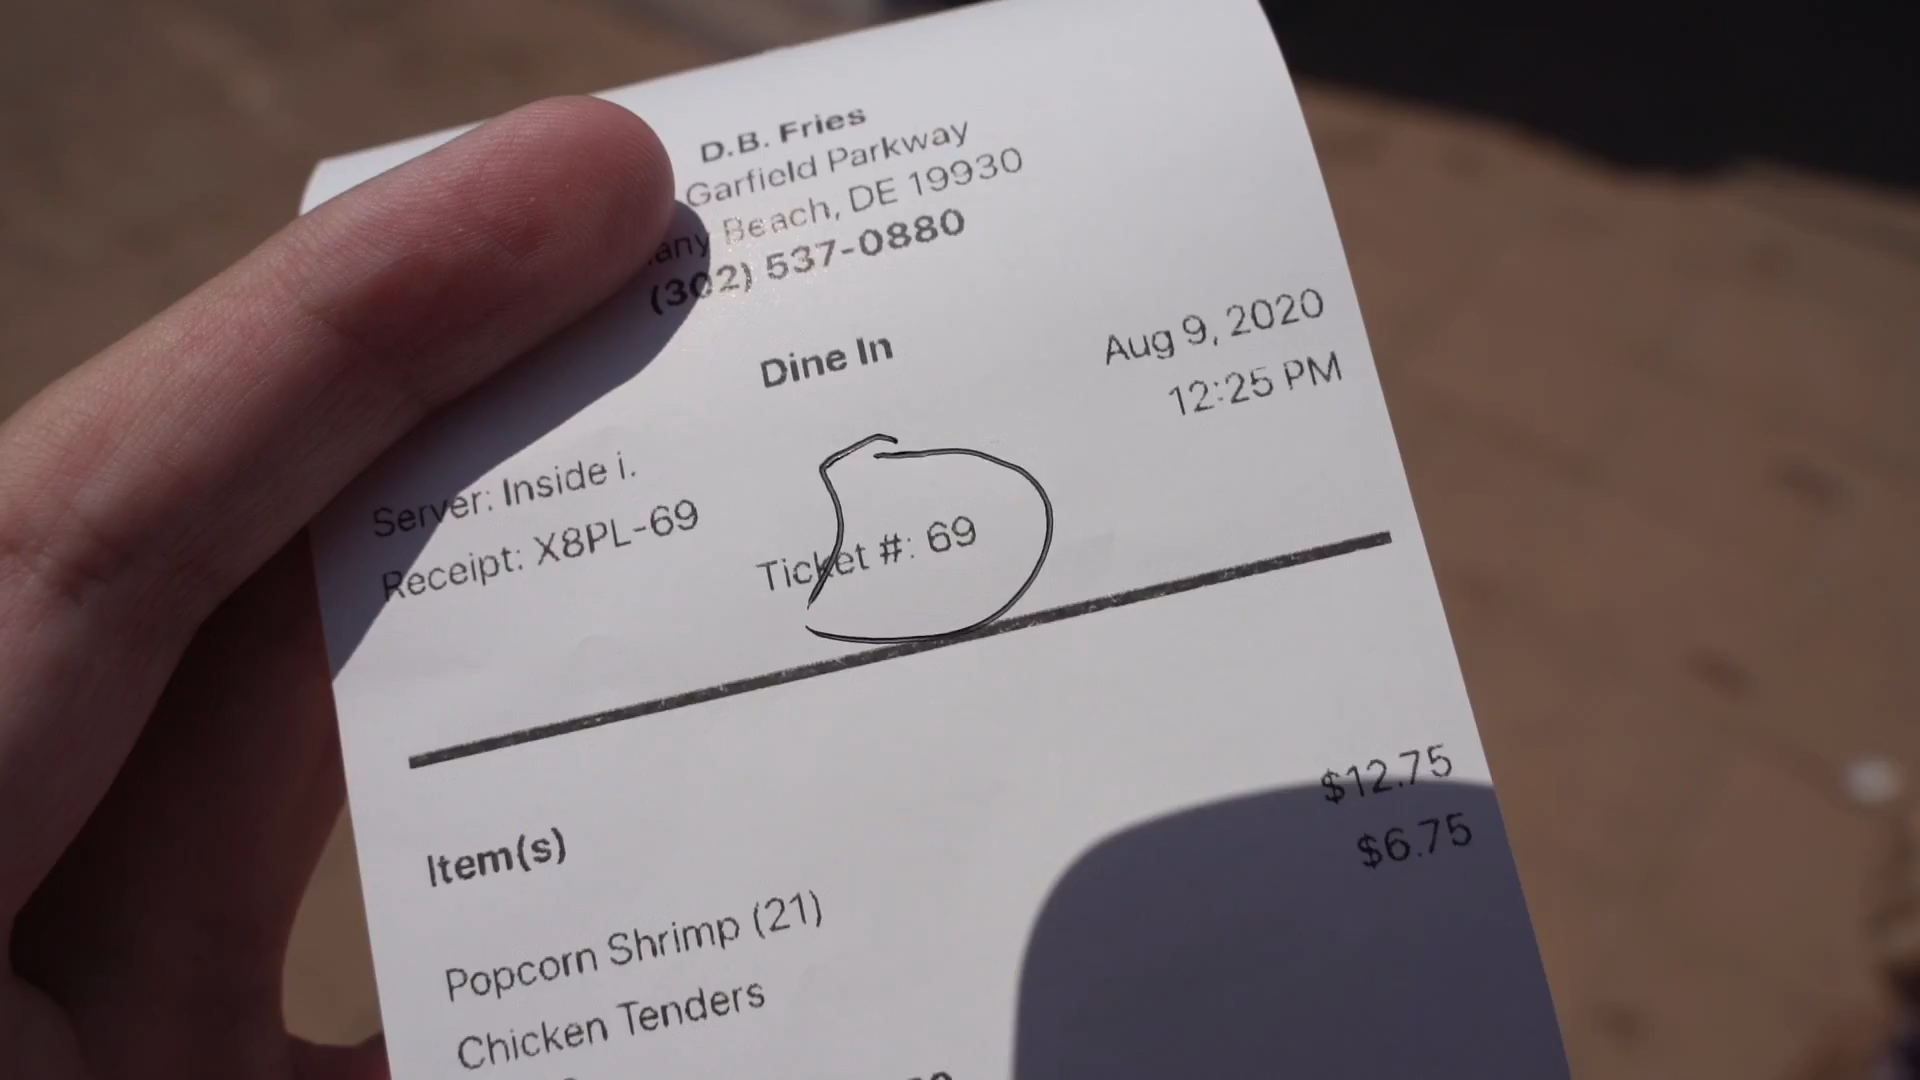 D.B. Fries
Garfield Parkway
any Beach, DE 19930
(302) 537-0880
Dine In
Aug 9, 2020
12:25 PM
Server: Inside i.
Receipt: X8PL-69
Ticket #: 69
Item(s)
Popcorn Shrimp (21) $12.75
Chicken Tenders $6.75